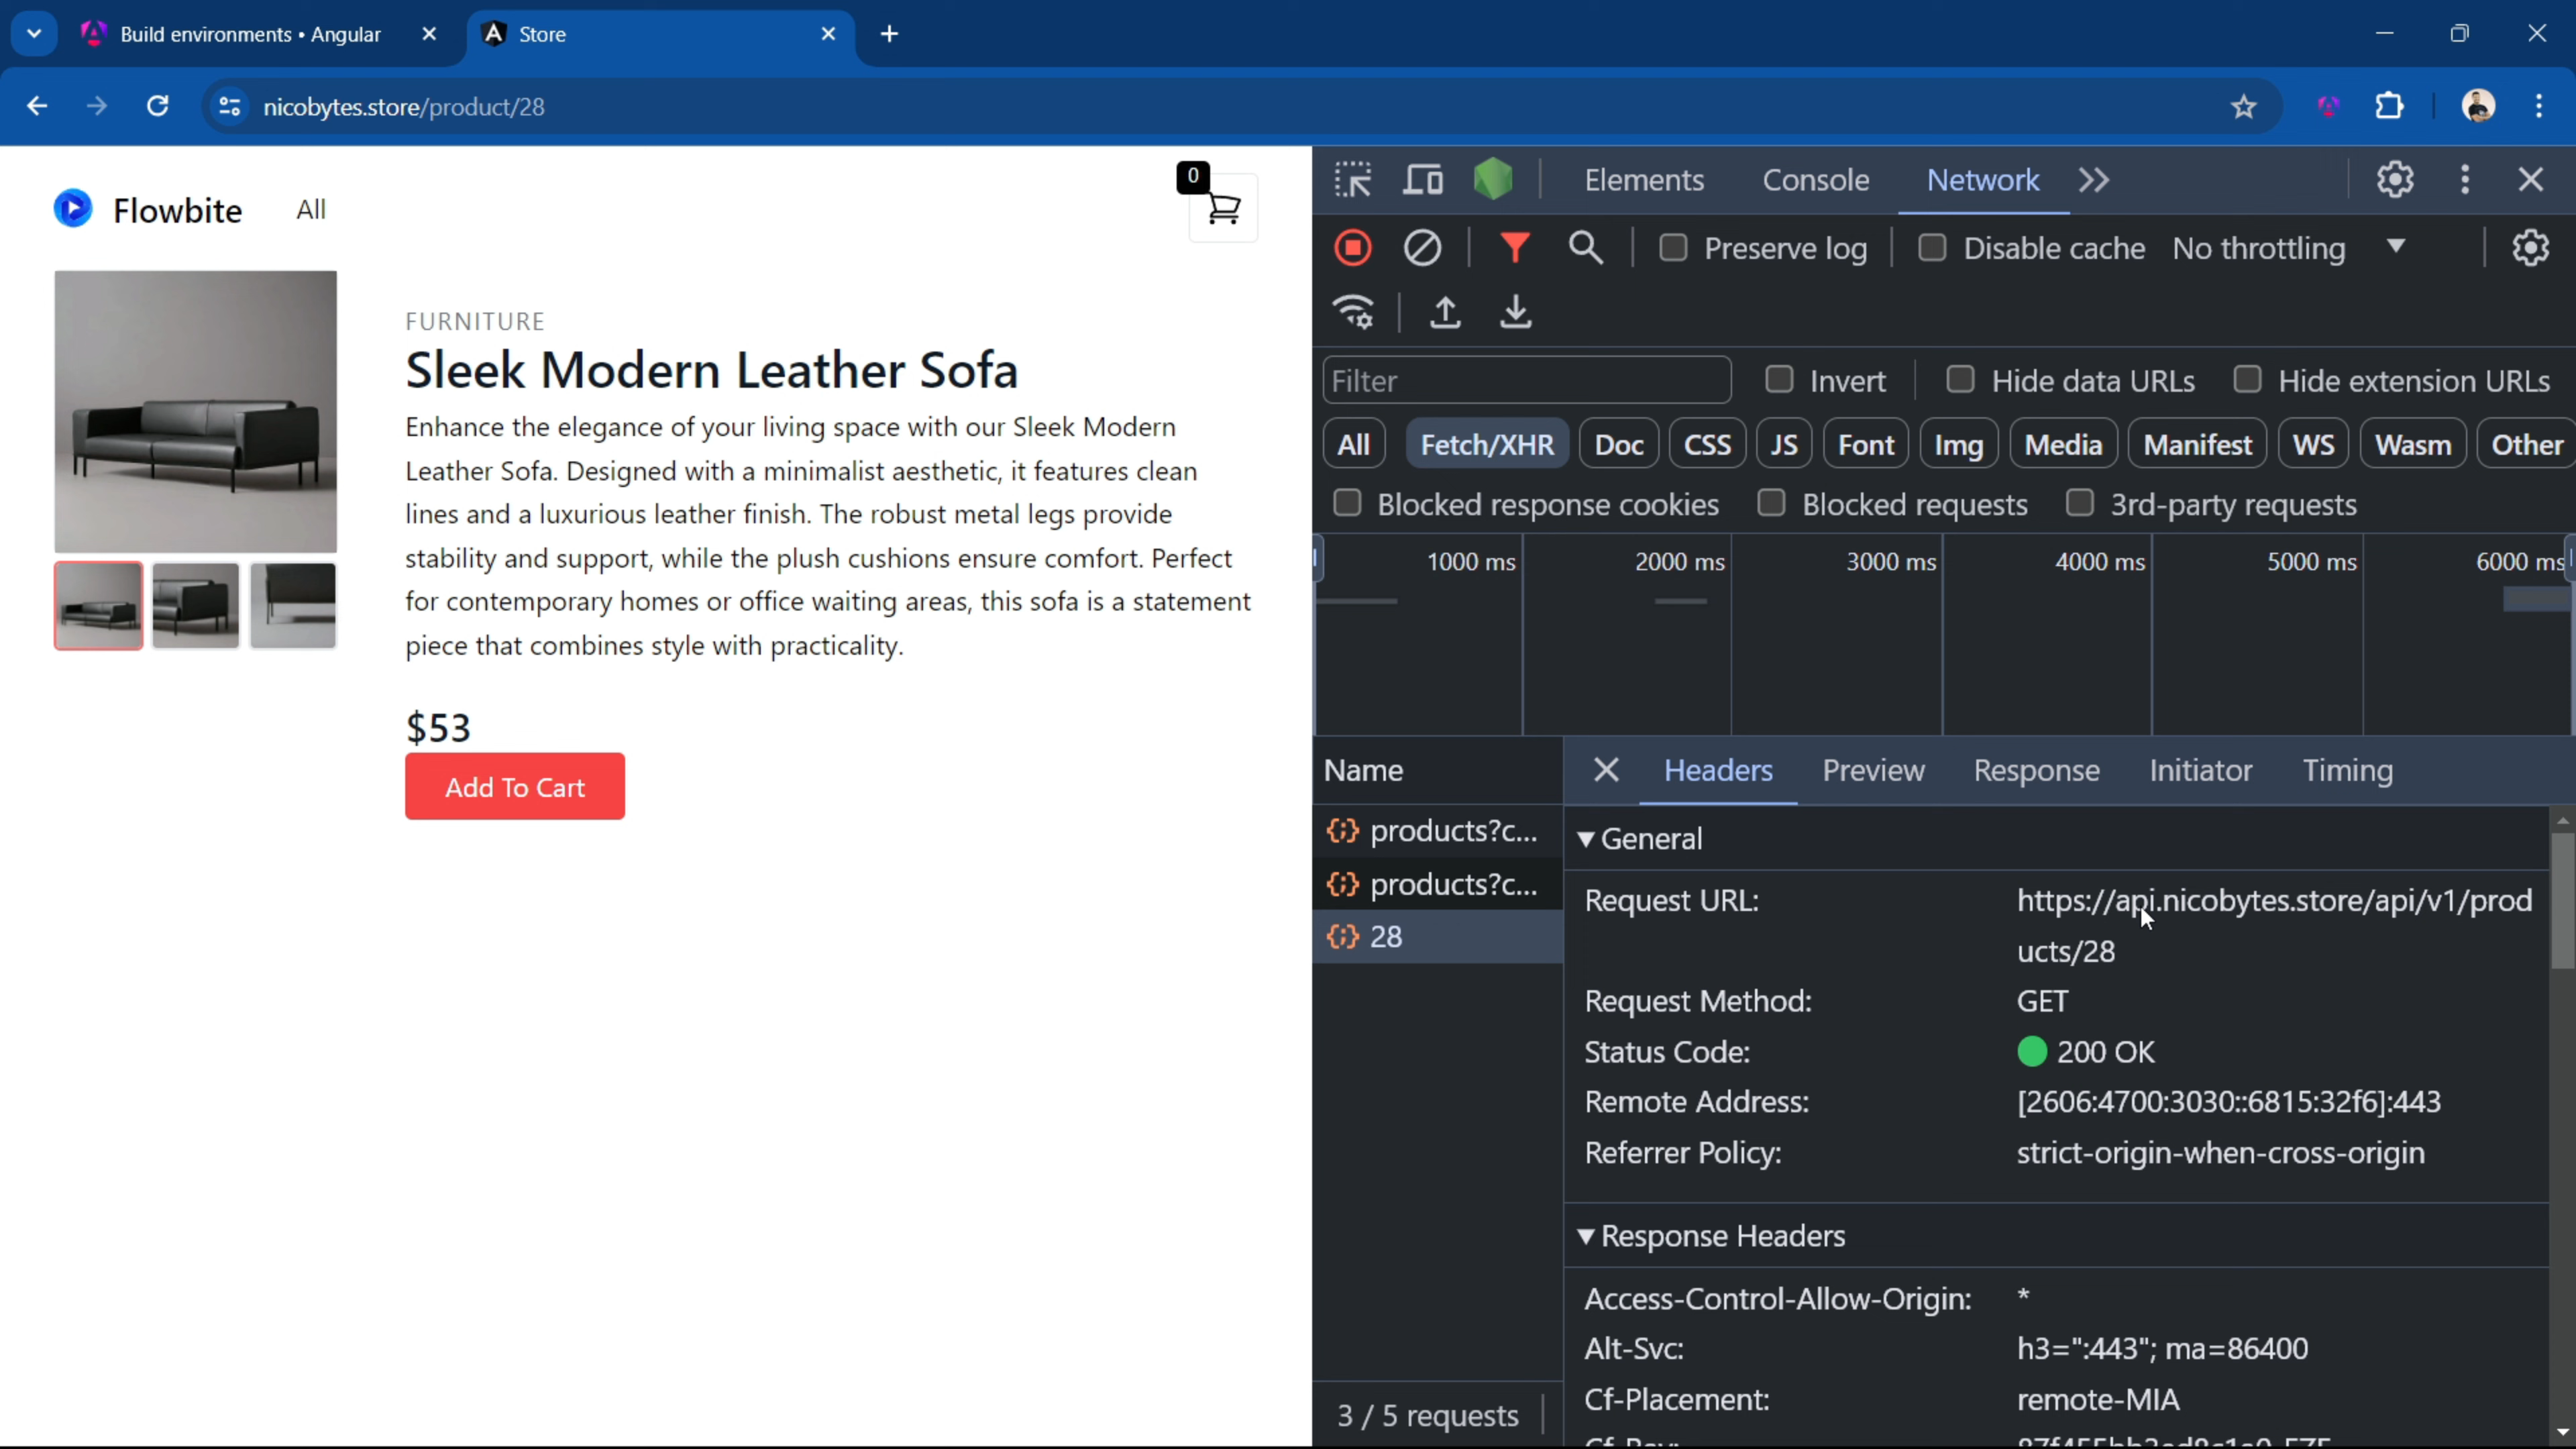 Build environments • Angular
Store
nicobytes.store/product/28
Flowbite
All
0
FURNITURE
Sleek Modern Leather Sofa
Enhance the elegance of your living space with our Sleek Modern
Leather Sofa. Designed with a minimalist aesthetic, it features clean
lines and a luxurious leather finish. The robust metal legs provide
stability and support, while the plush cushions ensure comfort. Perfect
for contemporary homes or office waiting areas, this sofa is a statement
piece that combines style with practicality.
$53
Add To Cart
Elements Console Network
Preserve log Disable cache No throttling
Filter Invert Hide data URLs Hide extension URLs
All Fetch/XHR Doc CSS JS Font Img Media Manifest WS Wasm Other
Blocked response cookies Blocked requests 3rd-party requests
1000 ms 2000 ms 3000 ms 4000 ms 5000 ms 6000 ms
Name
products?c...
products?c...
28
3 / 5 requests
Headers Preview Response Initiator Timing
General
Request URL: https://api.nicobytes.store/api/v1/prod
ucts/28
Request Method: GET
Status Code: 200 OK
Remote Address: [2606:4700:3030::6815:32f6]:443
Referrer Policy: strict-origin-when-cross-origin
Response Headers
Access-Control-Allow-Origin: *
Alt-Svc: h3=":443"; ma=86400
Cf-Placement: remote-MIA